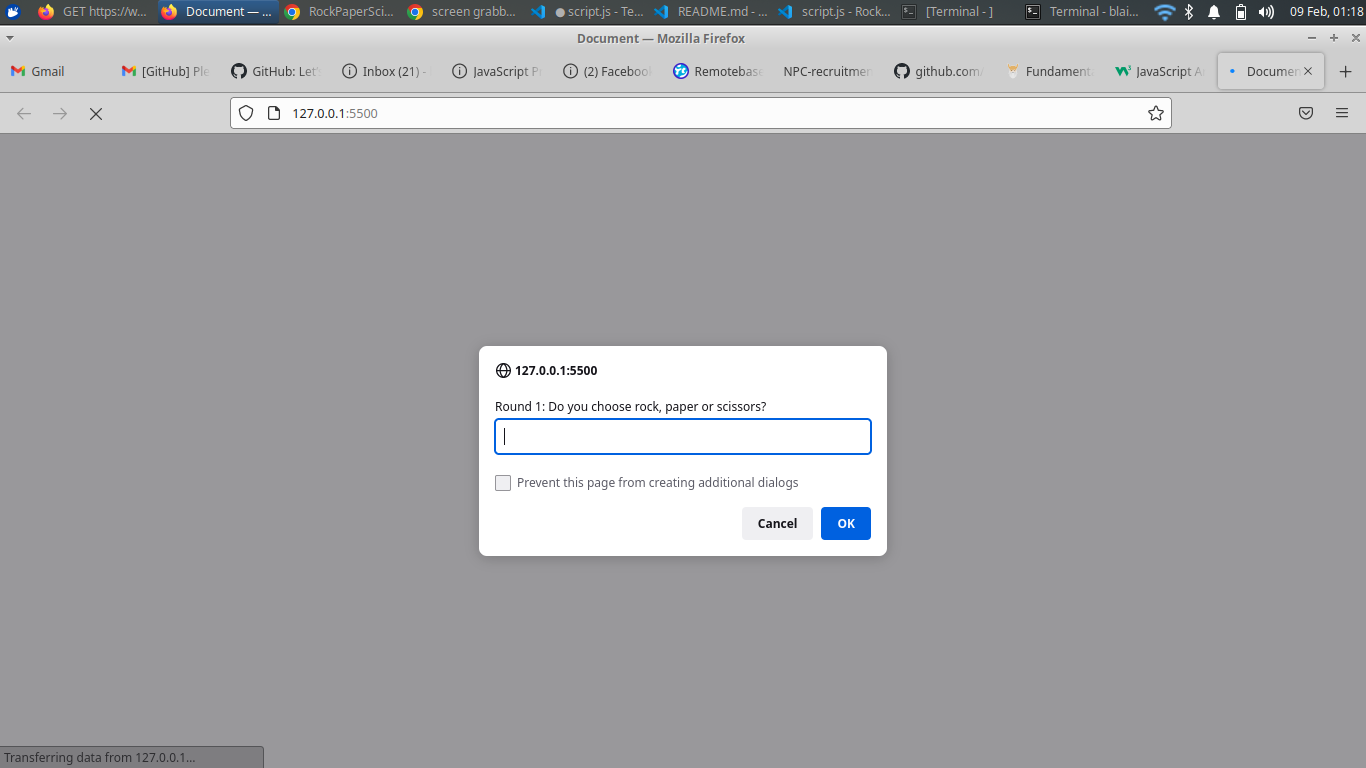 GET https://w...
Document — ...
RockPaperSci...
screen grabb...
script.js - Te...
README.md - ...
script.js - Rock...
[Terminal - ]
Terminal - blai...
09 Feb, 01:18
Document — Mozilla Firefox
Gmail
[GitHub] Ple
GitHub: Let'
Inbox (21) -
JavaScript P
(2) Faceboo
Remotebase
NPC-recruitmen
github.com/
Fundament
JavaScript A
Documen
127.0.0.1:5500
127.0.0.1:5500
Round 1: Do you choose rock, paper or scissors?
Prevent this page from creating additional dialogs
Cancel
OK
Transferring data from 127.0.0.1...